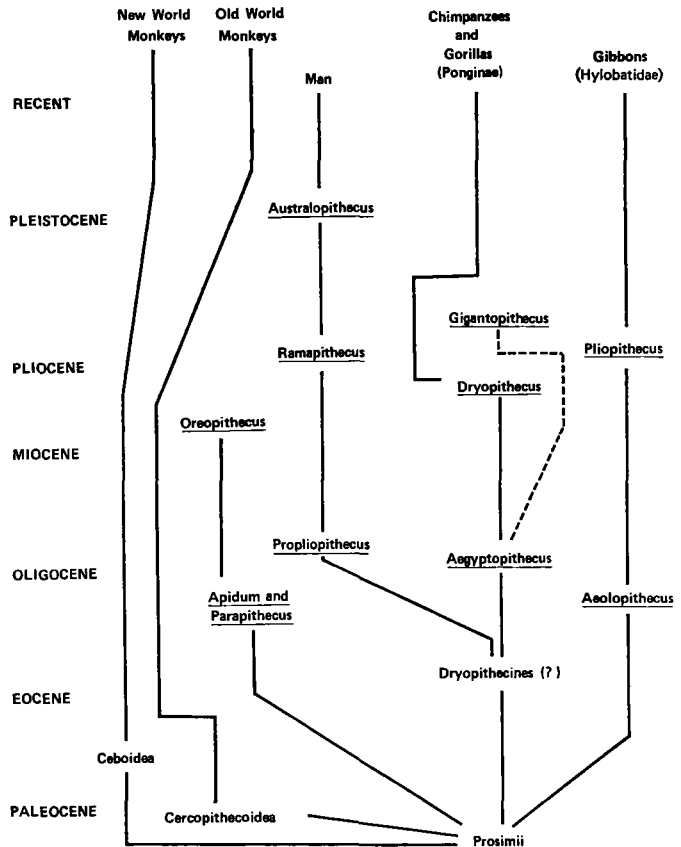 New World
Monkeys
Old World
Monkeys
Man
Chimpanzees
and
Gorillas
(Ponginae)
Gibbons
(Hylobatidae)
RECENT
PLEISTOCENE
Australopithecus
Gigantopithecus
PLIOCENE
Ramapithecus
Pliopithecus
Dryopithecus
Oreopithecus
MIOCENE
Propliopithecus
Aegyptopithecus
OLIGOCENE
Apidum and
Parapithecus
Aeolopithecus
Dryopithecines (?)
EOCENE
Ceboidea
PALEOCENE
Cercopithecoidea
Prosimii